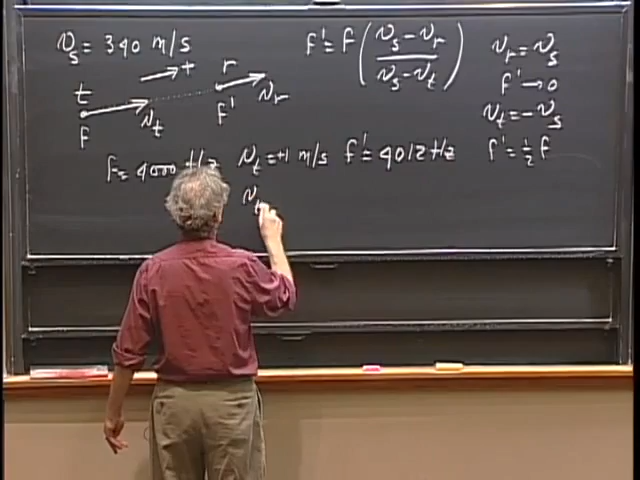 v_s = 340 m/s
→ +
t v_t r v_r
f f'
f' = f ( (v_s - v_r) / (v_s - v_t) )
v_r = v_s
f' → 0
v_t = -v_s
f' = 1/2 f
f = 4000 Hz v_t = +1 m/s f' = 4012 Hz
v_t